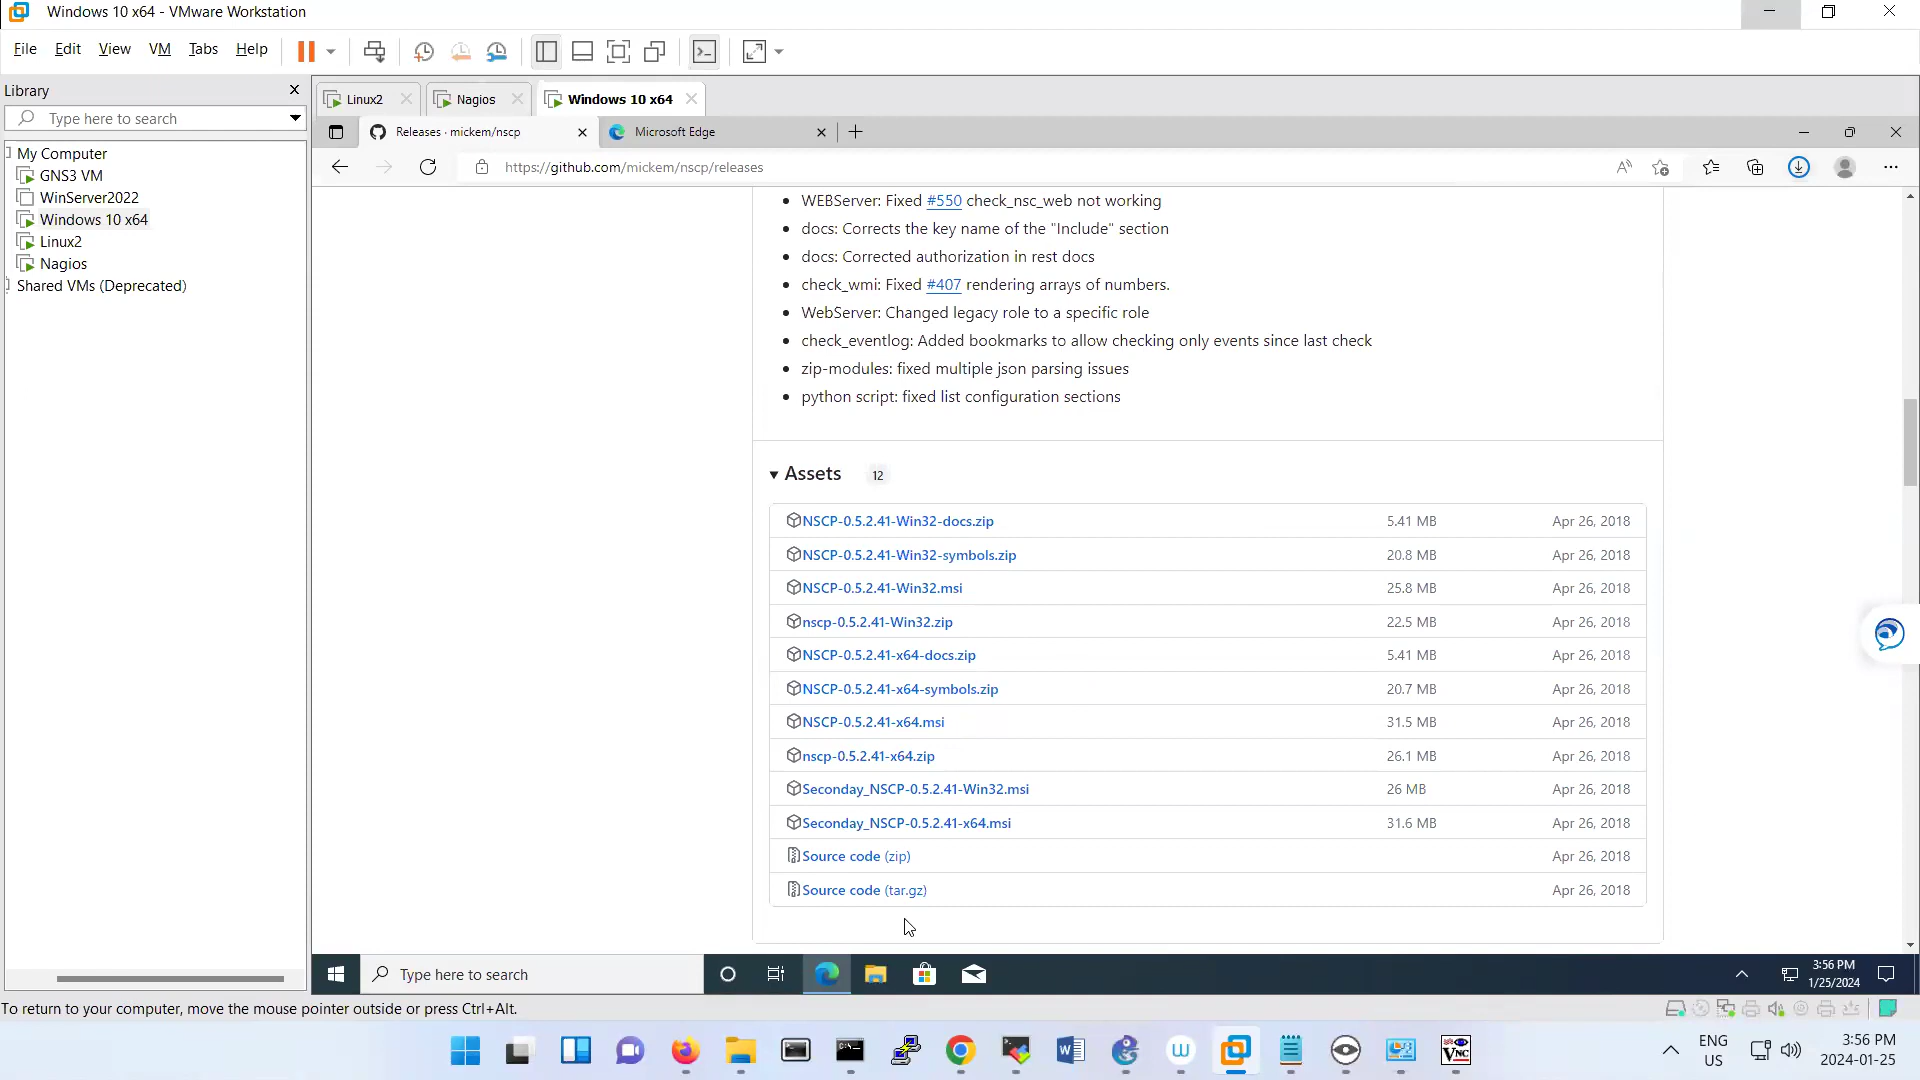 Windows 10 x64 - VMware Workstation
File Edit View VM Tabs Help
Library
Type here to search
My Computer
GNS3 VM
WinServer2022
Windows 10 x64
Linux2
Nagios
Shared VMs (Deprecated)
Linux2 Nagios Windows 10 x64
Releases · mickem/nscp Microsoft Edge
https://github.com/mickem/nscp/releases
WEBServer: Fixed #550 check_nsc_web not working
docs: Corrects the key name of the "Include" section
docs: Corrected authorization in rest docs
check_wmi: Fixed #407 rendering arrays of numbers.
WebServer: Changed legacy role to a specific role
check_eventlog: Added bookmarks to allow checking only events since last check
zip-modules: fixed multiple json parsing issues
python script: fixed list configuration sections
Assets 12
NSCP-0.5.2.41-Win32-docs.zip 5.41 MB Apr 26, 2018
NSCP-0.5.2.41-Win32-symbols.zip 20.8 MB Apr 26, 2018
NSCP-0.5.2.41-Win32.msi 25.8 MB Apr 26, 2018
nscp-0.5.2.41-Win32.zip 22.5 MB Apr 26, 2018
NSCP-0.5.2.41-x64-docs.zip 5.41 MB Apr 26, 2018
NSCP-0.5.2.41-x64-symbols.zip 20.7 MB Apr 26, 2018
NSCP-0.5.2.41-x64.msi 31.5 MB Apr 26, 2018
nscp-0.5.2.41-x64.zip 26.1 MB Apr 26, 2018
Seconday_NSCP-0.5.2.41-Win32.msi 26 MB Apr 26, 2018
Seconday_NSCP-0.5.2.41-x64.msi 31.6 MB Apr 26, 2018
Source code (zip) Apr 26, 2018
Source code (tar.gz) Apr 26, 2018
Type here to search
3:56 PM
1/25/2024
To return to your computer, move the mouse pointer outside or press Ctrl+Alt.
ENG
US
3:56 PM
2024-01-25